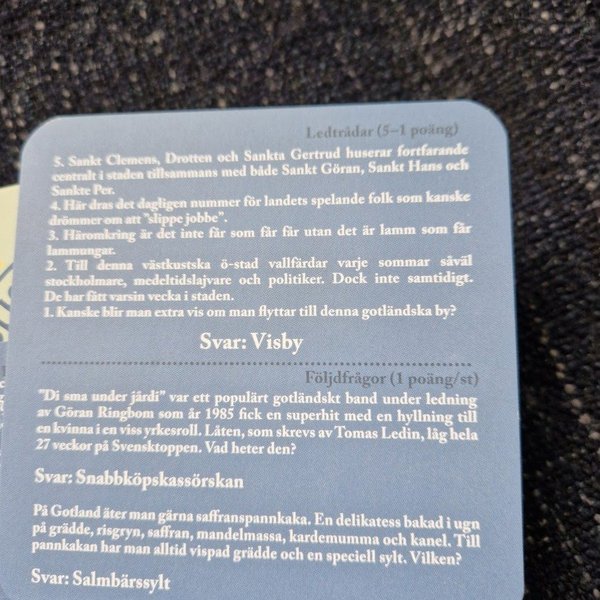 Ledtrådar (5–1 poäng)
5. Sankt Clemens, Drotten och Sankta Gertrud huserar fortfarande
centralt i staden tillsammans med både Sankt Göran, Sankt Hans och
Sankte Per.
4. Här dras det dagligen nummer för landets spelande folk som kanske
drömmer om att "slippe jobbe".
3. Häromkring är det inte får som får får utan det är lamm som får
lammungar.
2. Till denna västkustska ö-stad vallfärdar varje sommar såväl
stockholmare, medeltidslajvare och politiker. Dock inte samtidigt.
De har fått varsin vecka i staden.
1. Kanske blir man extra vis om man flyttar till denna gotländska by?
Svar: Visby
Följdfrågor (1 poäng/st)
"Di sma under järdi" var ett populärt gotländskt band under ledning
av Göran Ringbom som år 1985 fick en superhit med en hyllning till
en kvinna i en viss yrkesroll. Låten, som skrevs av Tomas Ledin, låg hela
27 veckor på Svensktoppen. Vad heter den?
Svar: Snabbköpskassörskan
På Gotland äter man gärna saffranspannkaka. En delikatess bakad i ugn
på grädde, risgryn, saffran, mandelmassa, kardemumma och kanel. Till
pannkakan har man alltid vispad grädde och en speciell sylt. Vilken?
Svar: Salmbärssylt